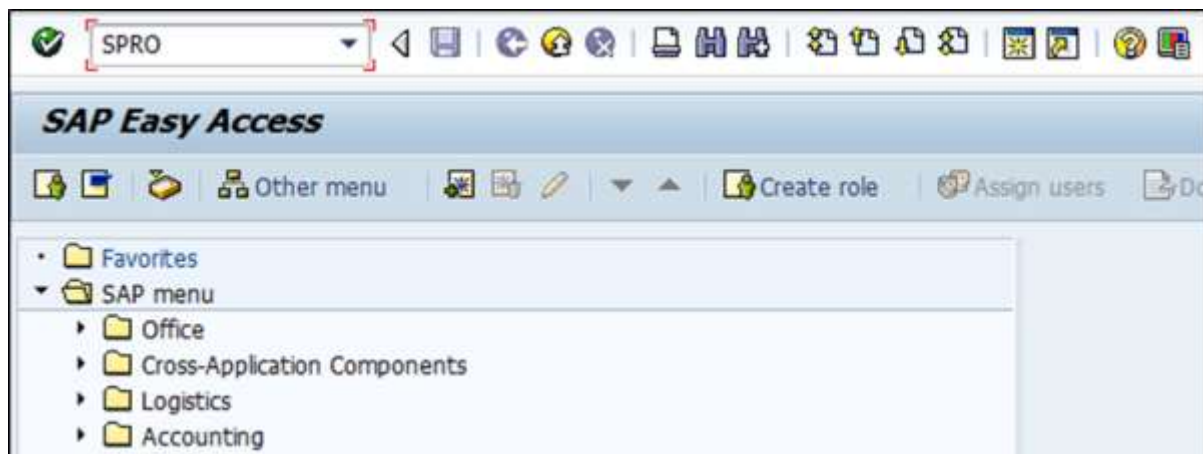 SPRO
SAP Easy Access
Other menu Create role Assign users
Favorites
SAP menu
Office
Cross-Application Components
Logistics
Accounting